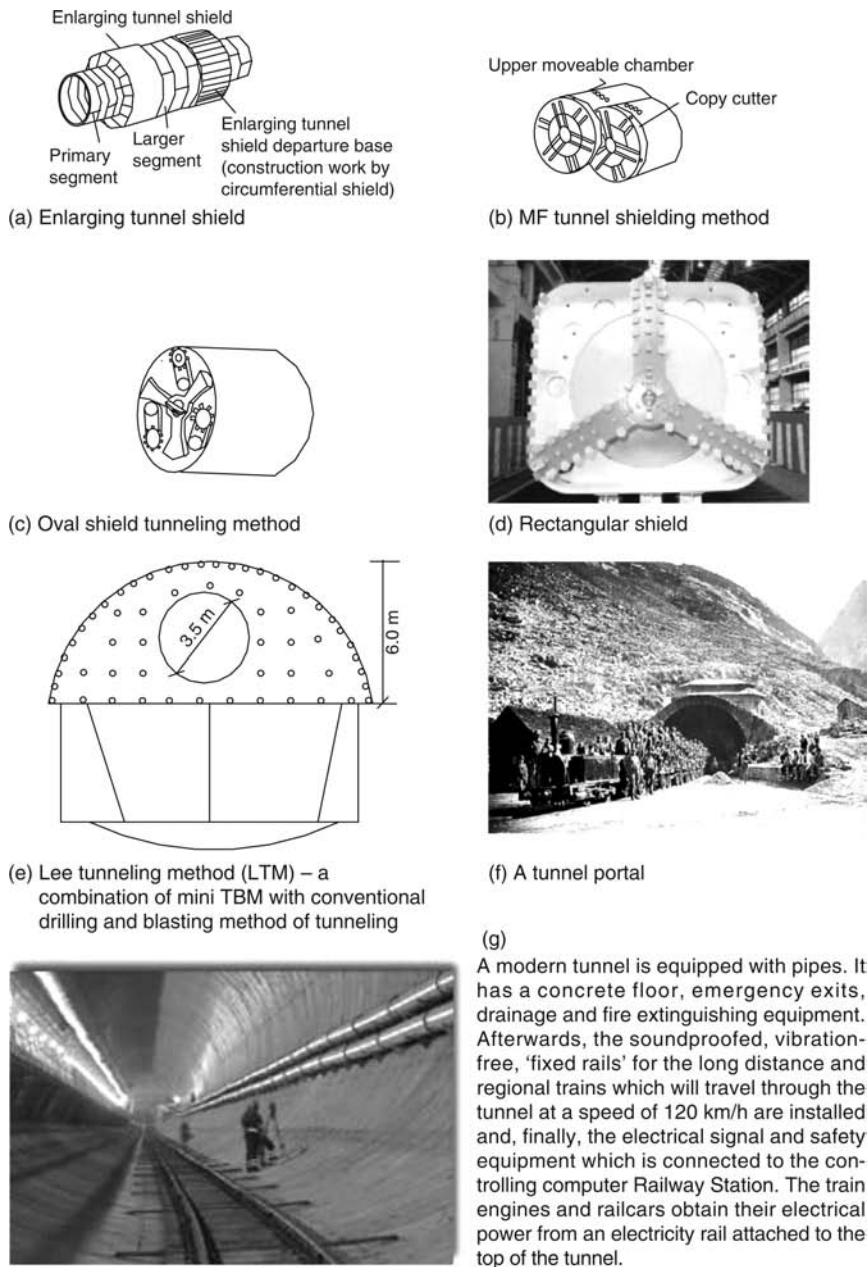 Enlarging tunnel shield
Primary
segment
Larger
segment
Enlarging tunnel
shield departure base
(construction work by
circumferential shield)
(a) Enlarging tunnel shield
Upper moveable chamber
Copy cutter
(b) MF tunnel shielding method
(c) Oval shield tunneling method
(d) Rectangular shield
3.5 m
6.0 m
(e) Lee tunneling method (LTM) – a
combination of mini TBM with conventional
drilling and blasting method of tunneling
(f) A tunnel portal
(g)
A modern tunnel is equipped with pipes. It
has a concrete floor, emergency exits,
drainage and fire extinguishing equipment.
Afterwards, the soundproofed, vibration-
free, ‘fixed rails’ for the long distance and
regional trains which will travel through the
tunnel at a speed of 120 km/h are installed
and, finally, the electrical signal and safety
equipment which is connected to the con-
trolling computer Railway Station. The train
engines and railcars obtain their electrical
power from an electricity rail attached to the
top of the tunnel.